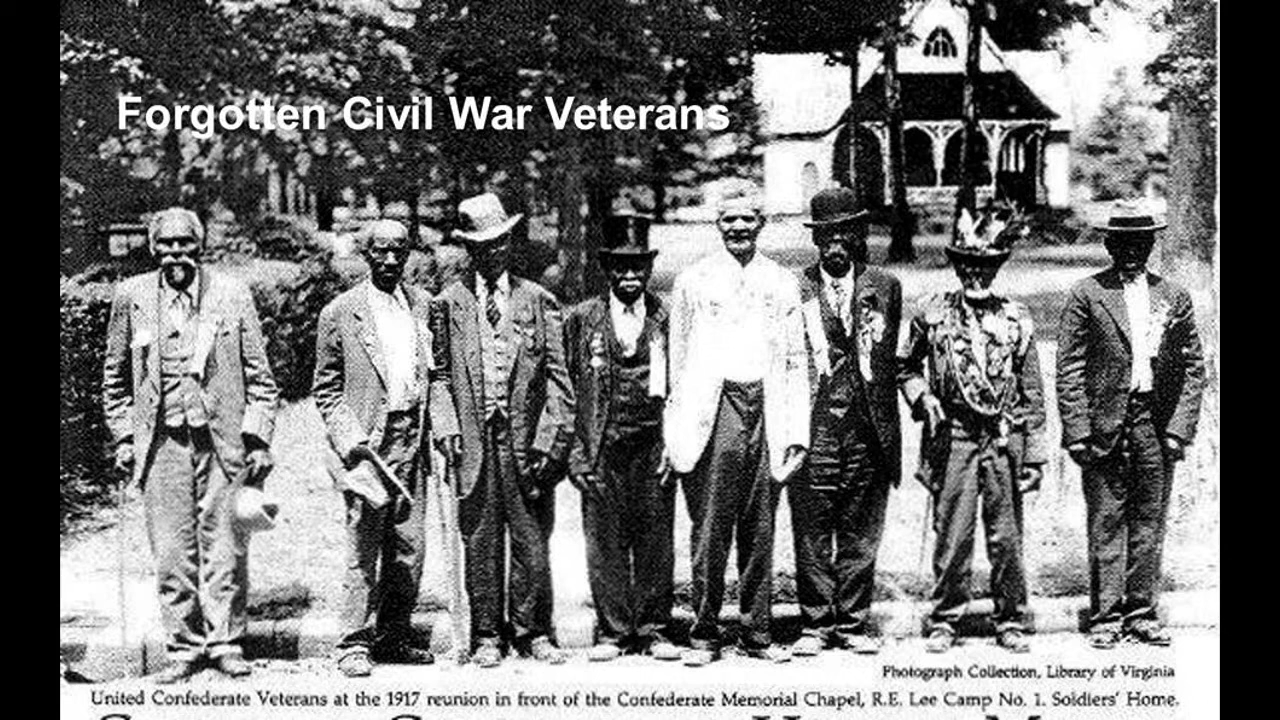 Forgotten Civil War Veterans
Photograph Collection, Library of Virginia
United Confederate Veterans at the 1917 reunion in front of the Confederate Memorial Chapel, R.E. Lee Camp No. 1. Soldiers' Home.